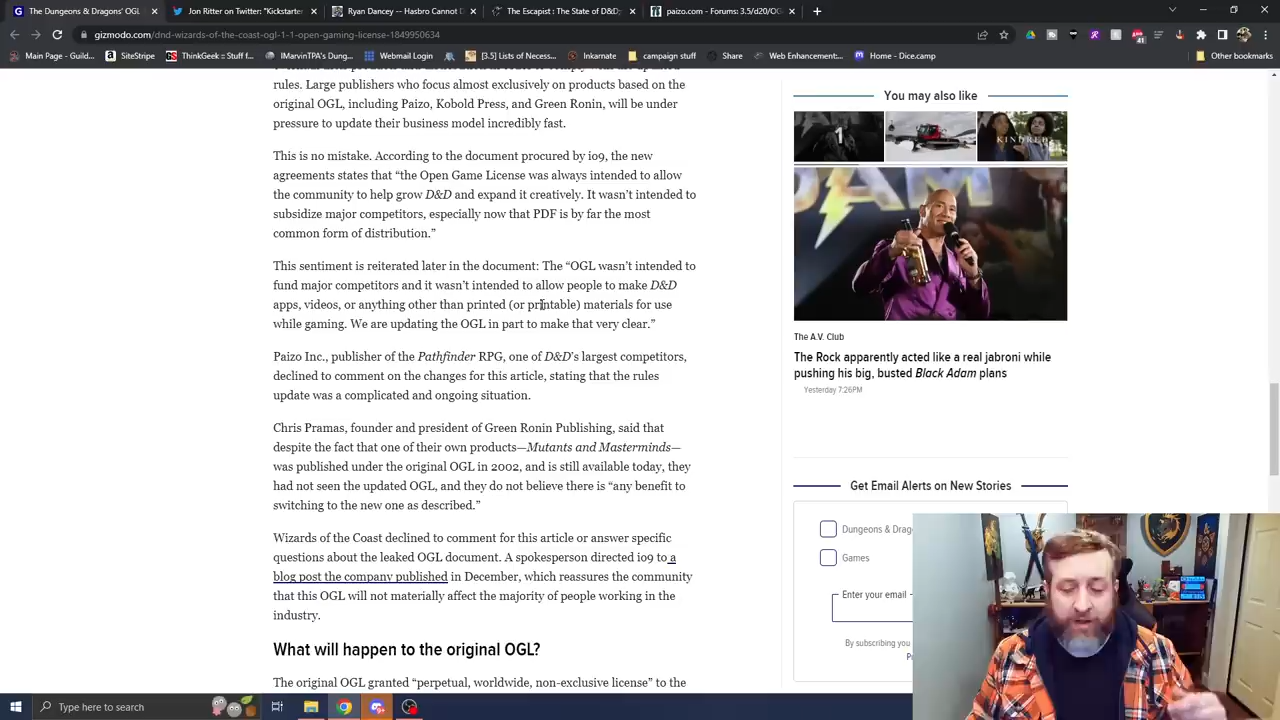 Jon Ritter on Twitter: "Kickstarter
Ryan Dancey -- Hasbro Cannot D
The Escapist : The State of D&D
paizo.com - Forums: 3.5/d20/OG
gizmodo.com/dnd-wizards-of-the-coast-ogl-1-1-open-gaming-license-1849950634
Main Page - Guild...
SiteStripe
ThinkGeek :: Stuff f...
IMarvinTPA's Dung...
Webmail Login
[3.5] Lists of Necess...
Inkarnate
campaign stuff
Share
Web Enhancement:...
Home - Dice.camp
Other bookmarks
rules. Large publishers who focus almost exclusively on products based on the
original OGL, including Paizo, Kobold Press, and Green Ronin, will be under
pressure to update their business model incredibly fast.
This is no mistake. According to the document procured by io9, the new
agreements states that “the Open Game License was always intended to allow
the community to help grow D&D and expand it creatively. It wasn’t intended to
subsidize major competitors, especially now that PDF is by far the most
common form of distribution.”
This sentiment is reiterated later in the document: The “OGL wasn’t intended to
fund major competitors and it wasn’t intended to allow people to make D&D
apps, videos, or anything other than printed (or printable) materials for use
while gaming. We are updating the OGL in part to make that very clear.”
Paizo Inc., publisher of the Pathfinder RPG, one of D&D’s largest competitors,
declined to comment on the changes for this article, stating that the rules
update was a complicated and ongoing situation.
Chris Pramas, founder and president of Green Ronin Publishing, said that
despite the fact that one of their own products—Mutants and Masterminds—
was published under the original OGL in 2002, and is still available today, they
had not seen the updated OGL, and they do not believe there is “any benefit to
switching to the new one as described.”
Wizards of the Coast declined to comment for this article or answer specific
questions about the leaked OGL document. A spokesperson directed io9 to a
blog post the company published in December, which reassures the community
that this OGL will not materially affect the majority of people working in the
industry.
What will happen to the original OGL?
The original OGL granted “perpetual, worldwide, non-exclusive license” to the
You may also like
1
KINDRED
The A.V. Club
The Rock apparently acted like a real jabroni while
pushing his big, busted Black Adam plans
Yesterday 7:26PM
Get Email Alerts on New Stories
Dungeons & Drag
Games
Enter your email
By subscribing you
Type here to search